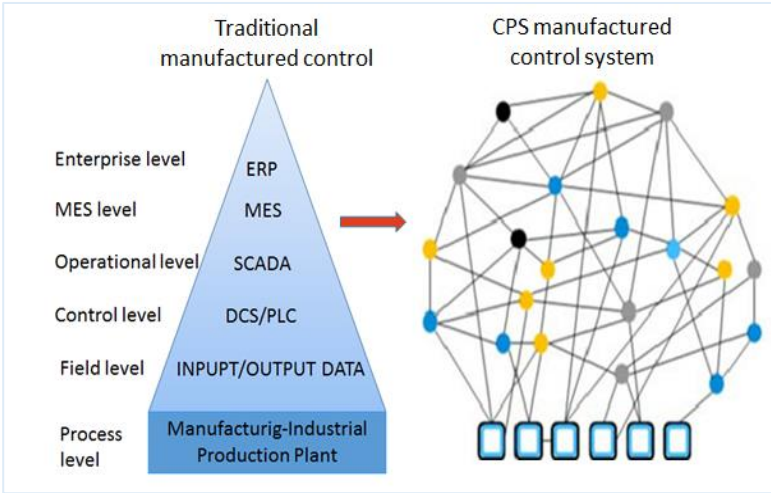 Traditional
manufactured control
CPS manufactured
control system
Enterprise level
ERP
MES level
MES
Operational level
SCADA
Control level
DCS/PLC
Field level
INPUPT/OUTPUT DATA
Process
level
Manufacturig-Industrial
Production Plant